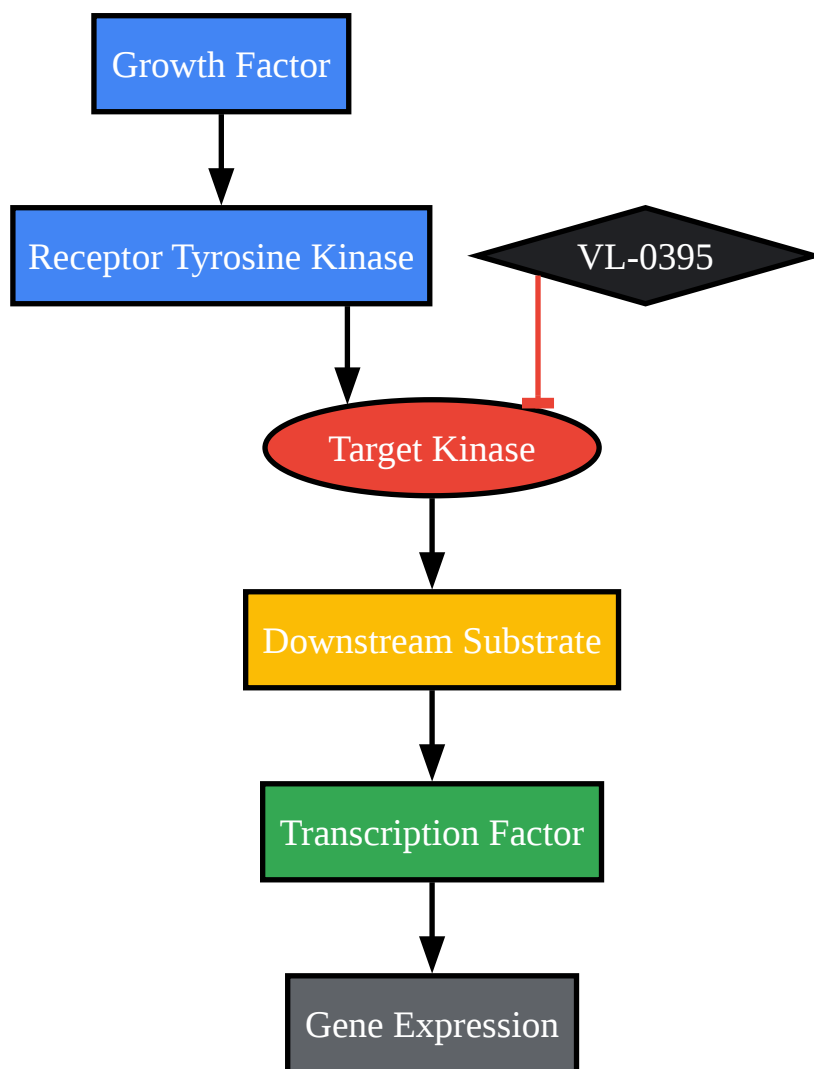 Growth Factor
Receptor Tyrosine Kinase
VL-0395
Target Kinase
Downstream Substrate
Transcription Factor
Gene Expression